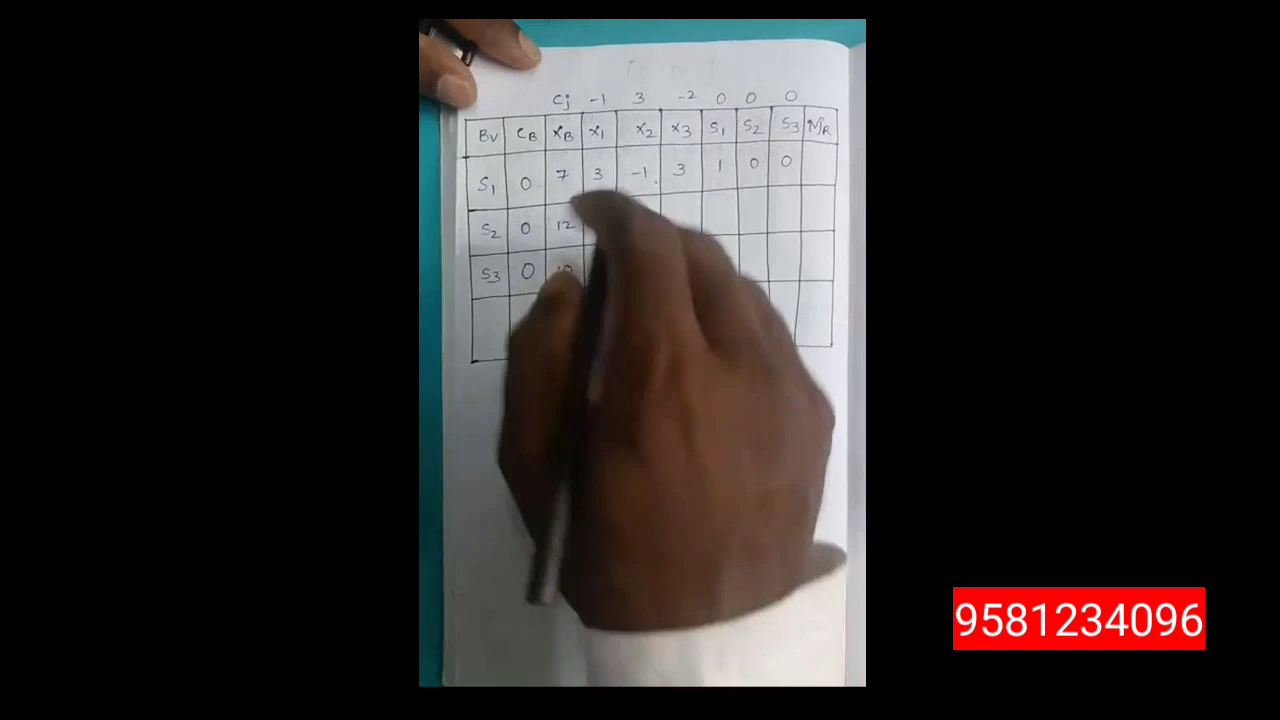 Cj -1 3 -2 0 0 0
BV CB XB X1 X2 X3 S1 S2 S3 MR
S1 0 7 3 -1 3 1 0 0
S2 0 12
S3 0
9581234096